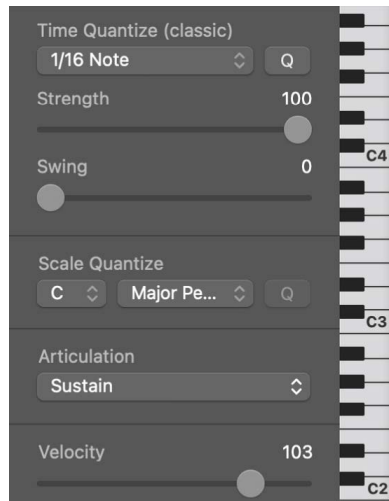 Time Quantize (classic)
1/16 Note Q
Strength 100
C4
Swing 0
Scale Quantize
C Major Pe... Q
C3
Articulation
Sustain
Velocity 103
C2